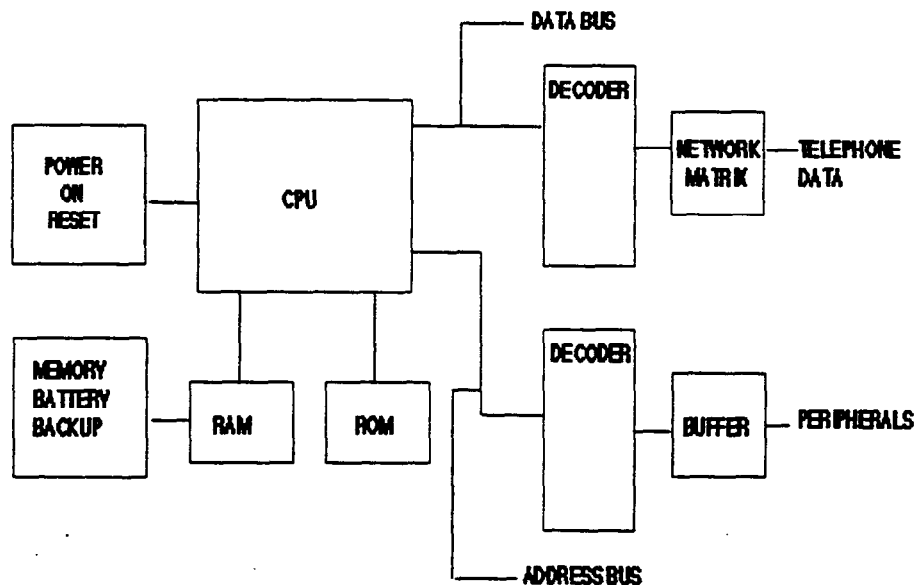 DATA BUS
DECODER
POWER
ON
RESET
CPU
NETWORK
MATRIX
TELEPHONE
DATA
MEMORY
BATTERY
BACKUP
RAM
ROM
DECODER
BUFFER
PERIPHERALS
ADDRESS BUS